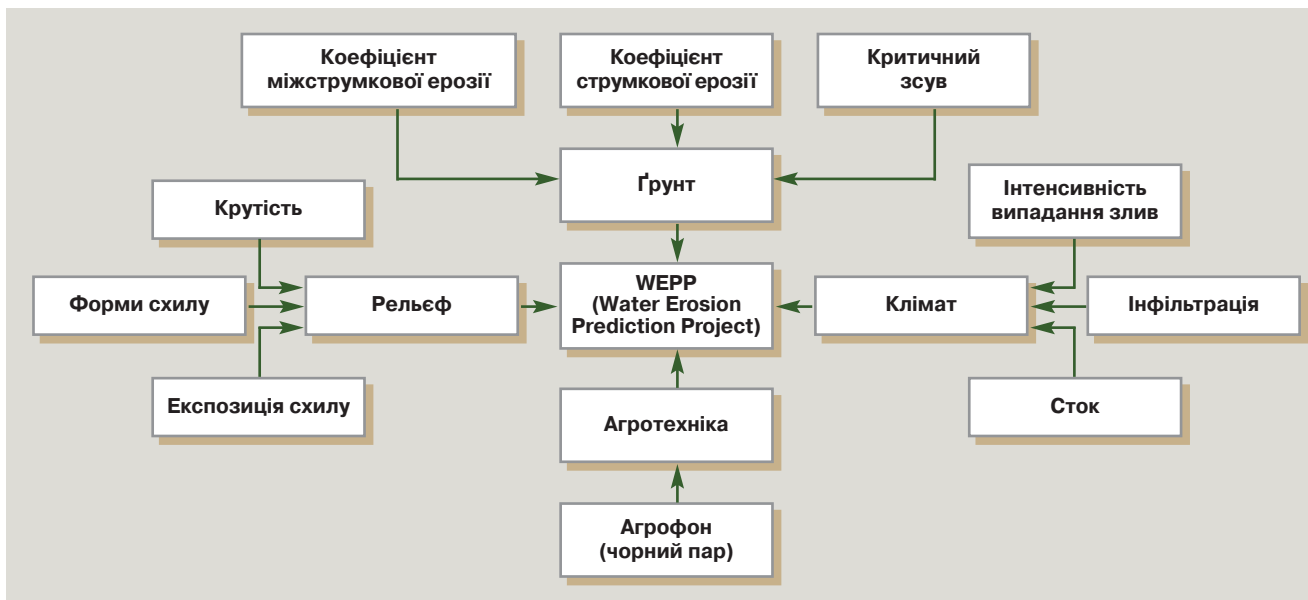 Коефіцієнт
міжструмкової ерозії
Коефіцієнт
струмкової ерозії
Критичний
зсув
Ґрунт
Крутість
Інтенсивність
випадання злив
Форми схилу
Рельєф
WEPP
(Water Erosion
Prediction Project)
Клімат
Інфільтрація
Експозиція схилу
Агротехніка
Сток
Агрофон
(чорний пар)